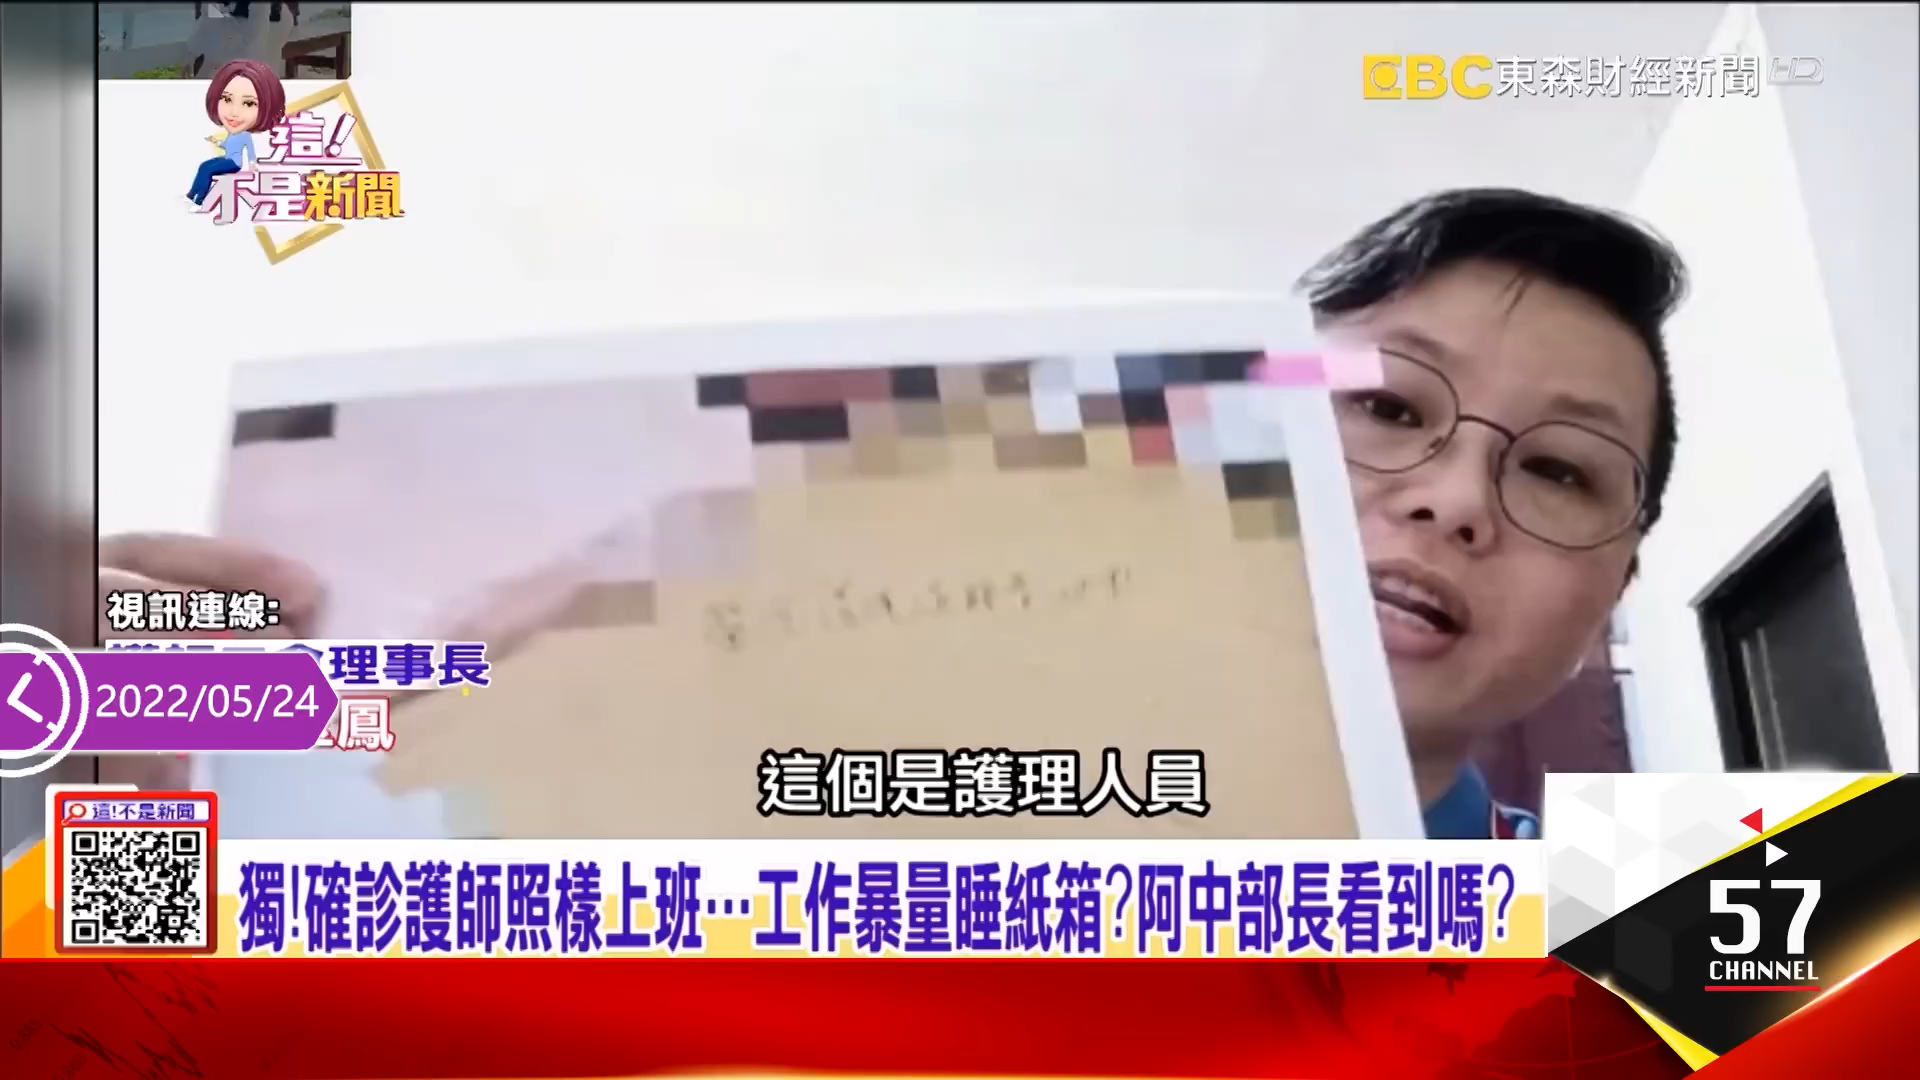 EBC東森財經新聞HD
這!
不是新聞
視訊連線:
理事長
2022/05/24
鳳
這個是護理人員
這!不是新聞
獨!確診護師照樣上班…工作暴量睡紙箱?阿中部長看到嗎?
57
CHANNEL